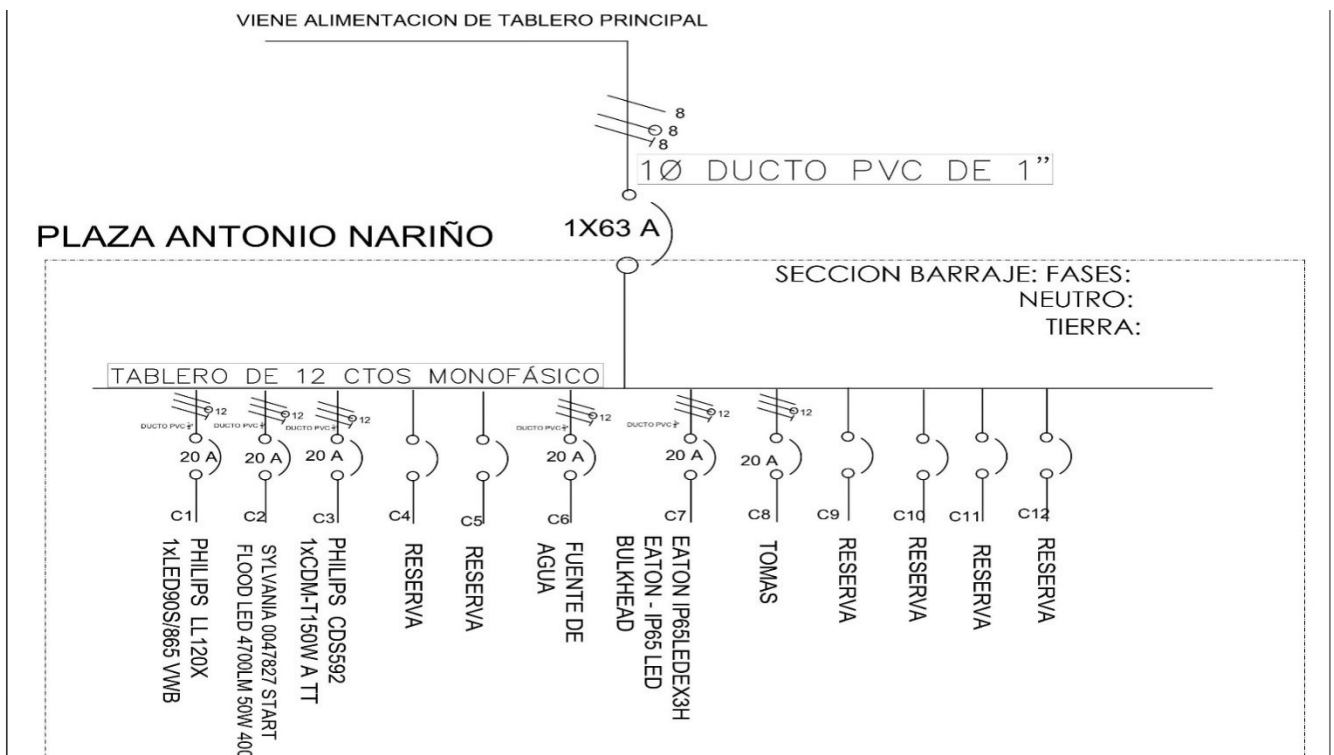 VIENE ALIMENTACION DE TABLERO PRINCIPAL
8
8
8
1Ø DUCTO PVC DE 1”
1X63 A
PLAZA ANTONIO NARIÑO
SECCION BARRAJE: FASES:
NEUTRO:
TIERRA:
TABLERO DE 12 CTOS MONOFÁSICO
12
12
12
12
12
12
DUCTO PVC
DUCTO PVC
DUCTO PVC
DUCTO PVC
DUCTO PVC
20 A
20 A
20 A
20 A
20 A
20 A
C1
C2
C3
C4
C5
C6
C7
C8
C9
C10
C11
C12
PHILIPS LL120X
1xLED90S/865 VWB
SYLVANIA 0047827 START
FLOOD LED 4700LM 50W 400
PHILIPS CDS592
1xCDM-T150W A TT
RESERVA
RESERVA
FUENTE DE
AGUA
EATON IP65LEDEX3H
EATON - IP65 LED
BULKHEAD
TOMAS
RESERVA
RESERVA
RESERVA
RESERVA